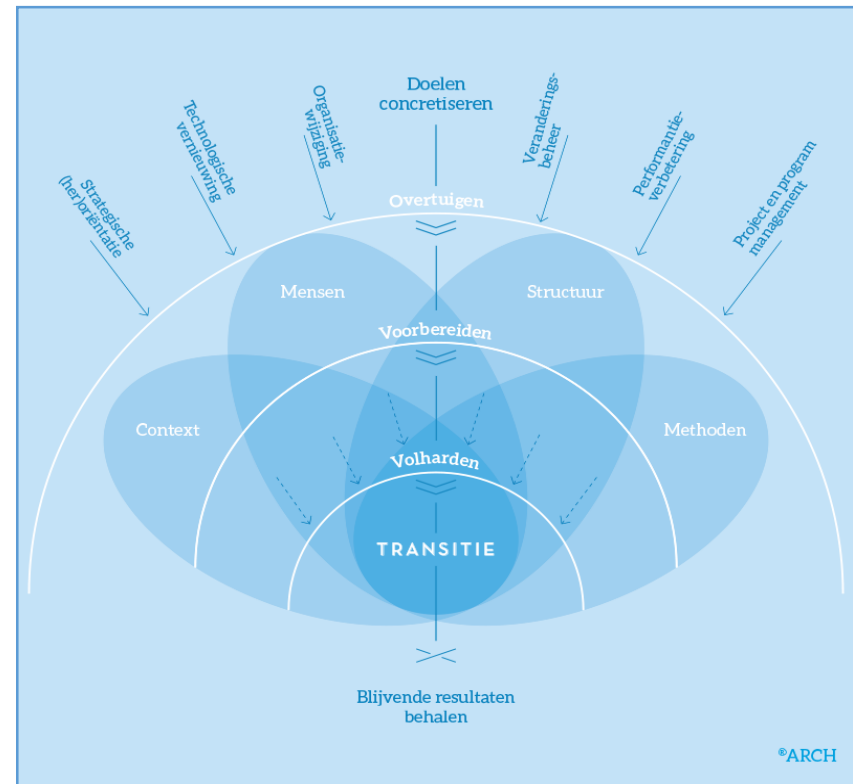 Doelen
concretiseren
Strategische
(her)oriëntatie
Technologische
vernieuwing
Organisatie-
wijziging
Veranderings-
beheer
Performantie-
verbetering
Project en program
management
Overtuigen
Mensen
Structuur
Voorbereiden
Context
Methoden
Volharden
TRANSITIE
Blijvende resultaten
behalen
®ARCH